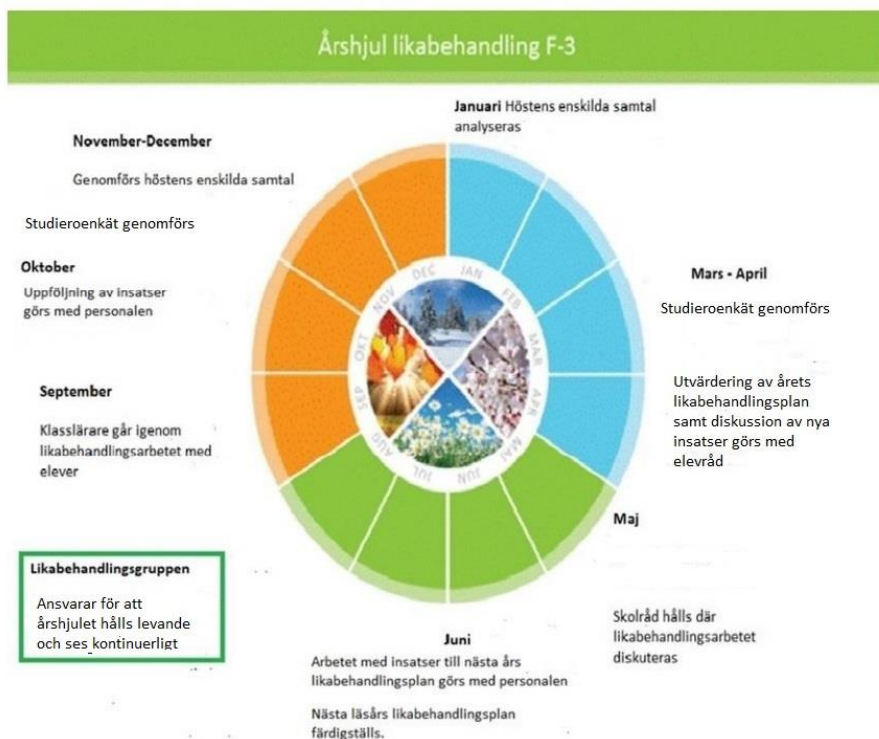 Årshjul likabehandling F-3
Januari Höstens enskilda samtal
analyseras
November-December
Genomförs höstens enskilda samtal
Studieroenkät genomförs
Oktober
Uppföljning av insatser
görs med personalen
September
Klasslärare går igenom
likabehandlingsarbetet med
elever
Mars - April
Studieroenkät genomförs
Utvärdering av årets
likabehandlingsplan
samt diskussion av nya
insatser görs med
elevråd
JAN
FEB
MAR
APR
MAJ
JUN
JUL
AUG
SEP
OKT
NOV
DEC
Maj
Skolråd hålls där
likabehandlingsarbetet
diskuteras
Likabehandlingsgruppen
Ansvarar för att
årshjulet hålls levande
och ses kontinuerligt
Juni
Arbetet med insatser till nästa års
likabehandlingsplan görs med personalen
Nästa läsårs likabehandlingsplan
färdigställs.